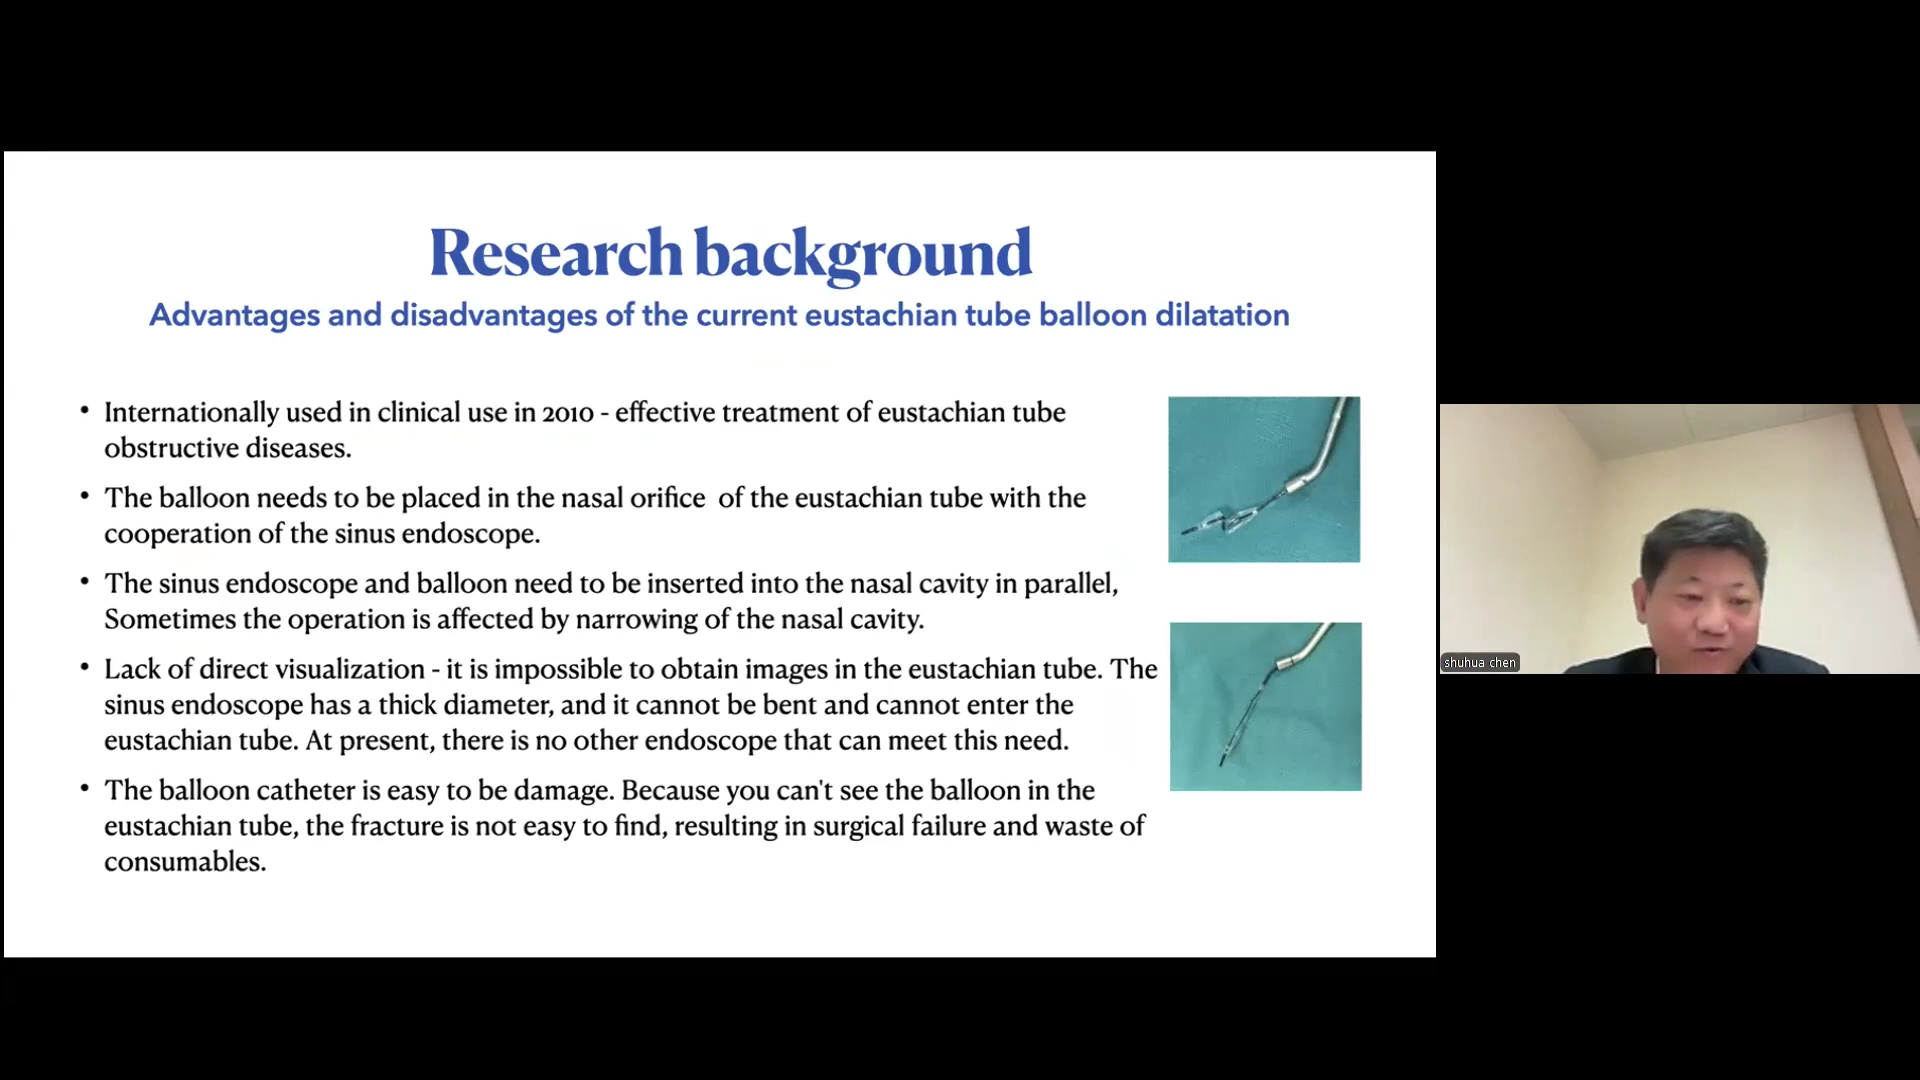 Research background
Advantages and disadvantages of the current eustachian tube balloon dilatation
• Internationally used in clinical use in 2010 - effective treatment of eustachian tube
obstructive diseases.
• The balloon needs to be placed in the nasal orifice of the eustachian tube with the
cooperation of the sinus endoscope.
• The sinus endoscope and balloon need to be inserted into the nasal cavity in parallel,
Sometimes the operation is affected by narrowing of the nasal cavity.
• Lack of direct visualization - it is impossible to obtain images in the eustachian tube. The
sinus endoscope has a thick diameter, and it cannot be bent and cannot enter the
eustachian tube. At present, there is no other endoscope that can meet this need.
• The balloon catheter is easy to be damage. Because you can't see the balloon in the
eustachian tube, the fracture is not easy to find, resulting in surgical failure and waste of
consumables.
shuhua chen